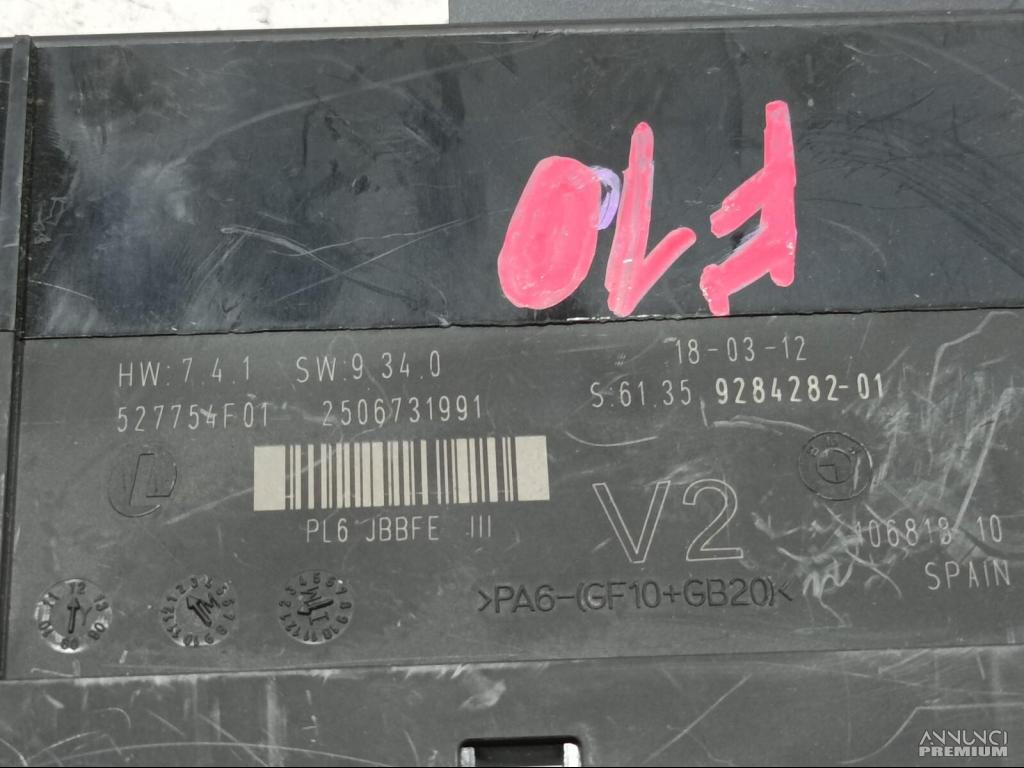 F10
HW:7.4.1 SW:9.34.0
18-03-12
527754F01 2506731991
S:61.35 9284282-01
BMW
PL6 JBBFE III
V2
106818 10
>PA6-(GF10+GB20)<
SPAIN
ANNUNCI
PREMIUM